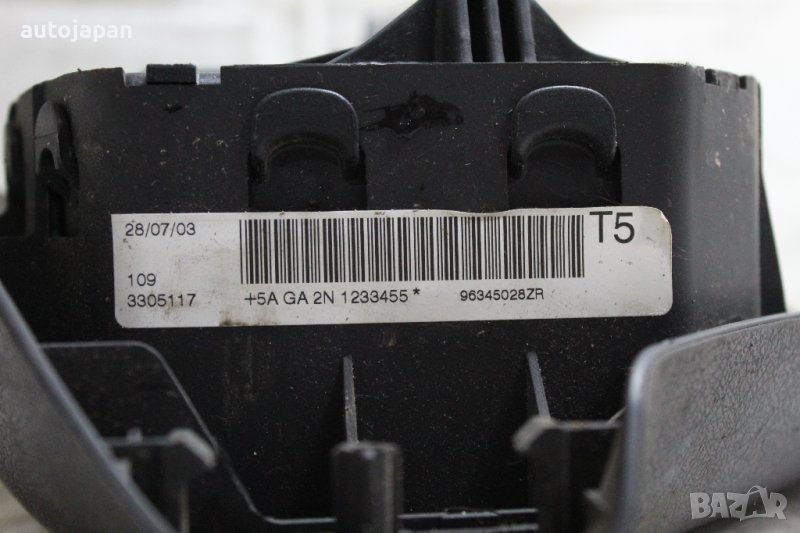 autojapan
28/07/03
T5
109
3305117
+5A GA 2N 1233455 *
96345028ZR
BAZAR